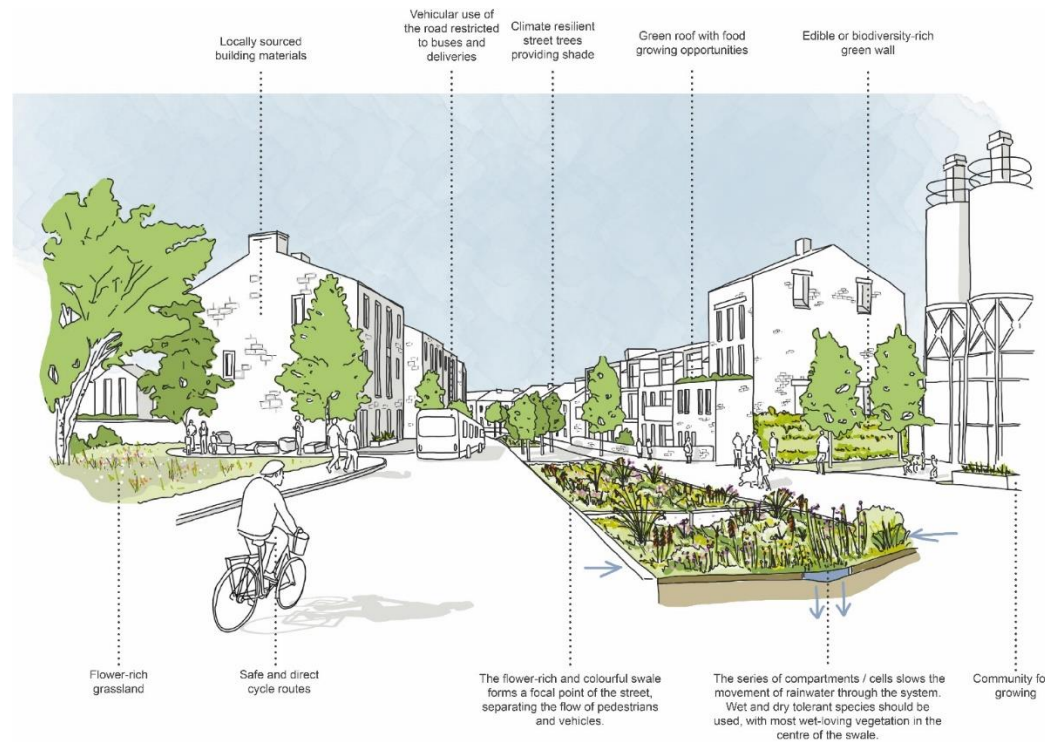 Locally sourced
building materials
Vehicular use of
the road restricted
to buses and
deliveries
Climate resilient
street trees
providing shade
Green roof with food
growing opportunities
Edible or biodiversity-rich
green wall
Flower-rich
grassland
Safe and direct
cycle routes
The flower-rich and colourful swale
forms a focal point of the street,
separating the flow of pedestrians
and vehicles.
The series of compartments / cells slows the
movement of rainwater through the system.
Wet and dry tolerant species should be
used, with most wet-loving vegetation in the
centre of the swale.
Community fo
growing